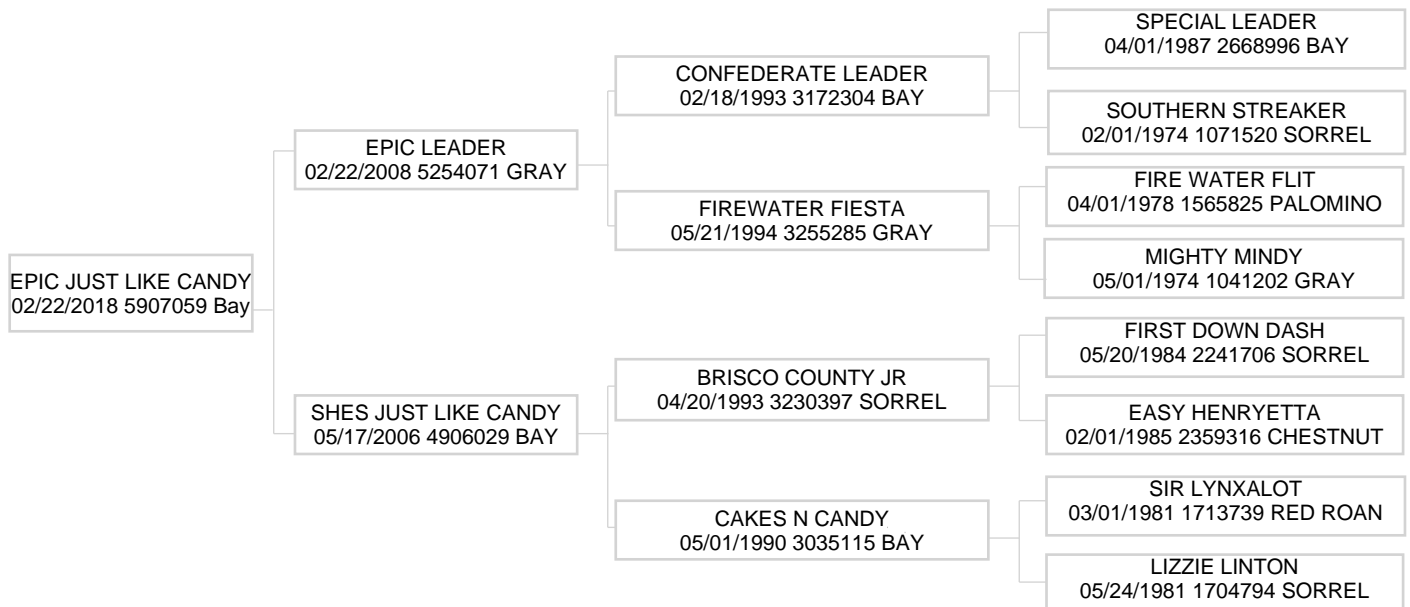 EPIC JUST LIKE CANDY
02/22/2018 5907059 Bay
EPIC LEADER
02/22/2008 5254071 GRAY
SHES JUST LIKE CANDY
05/17/2006 4906029 BAY
CONFEDERATE LEADER
02/18/1993 3172304 BAY
FIREWATER FIESTA
05/21/1994 3255285 GRAY
BRISCO COUNTY JR
04/20/1993 3230397 SORREL
CAKES N CANDY
05/01/1990 3035115 BAY
SPECIAL LEADER
04/01/1987 2668996 BAY
SOUTHERN STREAKER
02/01/1974 1071520 SORREL
FIRE WATER FLIT
04/01/1978 1565825 PALOMINO
MIGHTY MINDY
05/01/1974 1041202 GRAY
FIRST DOWN DASH
05/20/1984 2241706 SORREL
EASY HENRYETTA
02/01/1985 2359316 CHESTNUT
SIR LYNXALOT
03/01/1981 1713739 RED ROAN
LIZZIE LINTON
05/24/1981 1704794 SORREL